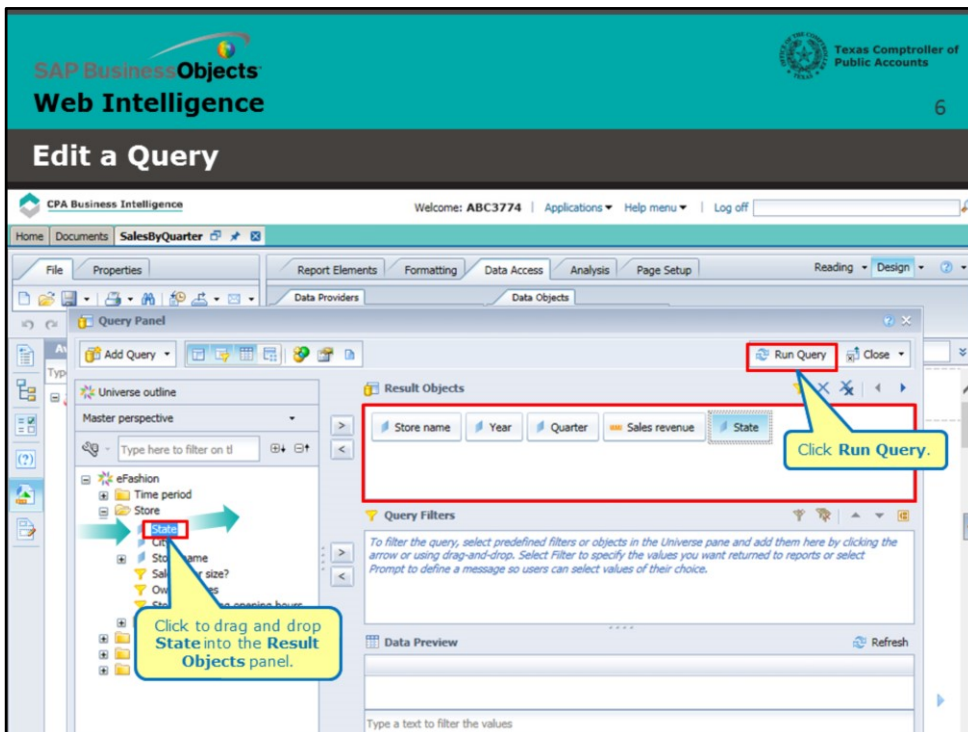 SAP BusinessObjects
Web Intelligence
Texas Comptroller of
Public Accounts
6
Edit a Query
CPA Business Intelligence
Welcome: ABC3774 | Applications Help menu | Log off
Home Documents SalesByQuarter
File Properties
Report Elements Formatting Data Access Analysis Page Setup
Reading Design
Data Providers Data Objects
Query Panel
Add Query
Run Query Close
Universe outline
Master perspective
Type here to filter on tl
Result Objects
Store name Year Quarter Sales revenue State
Click Run Query.
eFashion
Time period
Store
State
Query Filters
To filter the query, select predefined filters or objects in the Universe pane and add them here by clicking the
arrow or using drag-and-drop. Select Filter to specify the values you want returned to reports or select
Prompt to define a message so users can select values of their choice.
size?
opening hours
Click to drag and drop
State into the Result
Objects panel.
Data Preview
Refresh
Type a text to filter the values